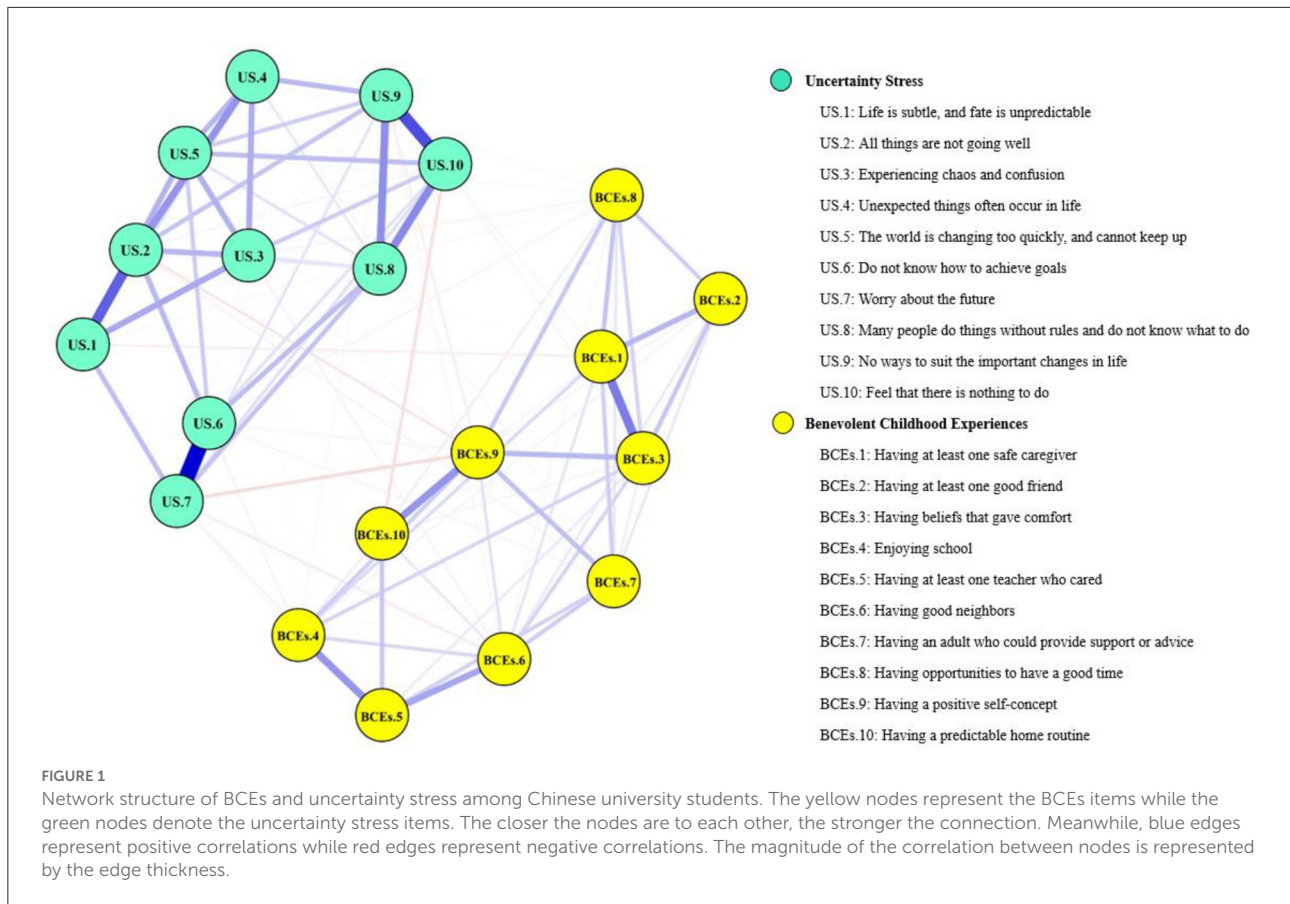 US.4
US.9
US.5
US.10
US.2
US.3
US.8
US.1
US.6
US.7
BCEs.8
BCEs.2
BCEs.1
BCEs.9
BCEs.3
BCEs.10
BCEs.7
BCEs.4
BCEs.6
BCEs.5
Uncertainty Stress
US.1: Life is subtle, and fate is unpredictable
US.2: All things are not going well
US.3: Experiencing chaos and confusion
US.4: Unexpected things often occur in life
US.5: The world is changing too quickly, and cannot keep up
US.6: Do not know how to achieve goals
US.7: Worry about the future
US.8: Many people do things without rules and do not know what to do
US.9: No ways to suit the important changes in life
US.10: Feel that there is nothing to do
Benevolent Childhood Experiences
BCEs.1: Having at least one safe caregiver
BCEs.2: Having at least one good friend
BCEs.3: Having beliefs that gave comfort
BCEs.4: Enjoying school
BCEs.5: Having at least one teacher who cared
BCEs.6: Having good neighbors
BCEs.7: Having an adult who could provide support or advice
BCEs.8: Having opportunities to have a good time
BCEs.9: Having a positive self-concept
BCEs.10: Having a predictable home routine
FIGURE 1
Network structure of BCEs and uncertainty stress among Chinese university students. The yellow nodes represent the BCEs items while the
green nodes denote the uncertainty stress items. The closer the nodes are to each other, the stronger the connection. Meanwhile, blue edges
represent positive correlations while red edges represent negative correlations. The magnitude of the correlation between nodes is represented
by the edge thickness.